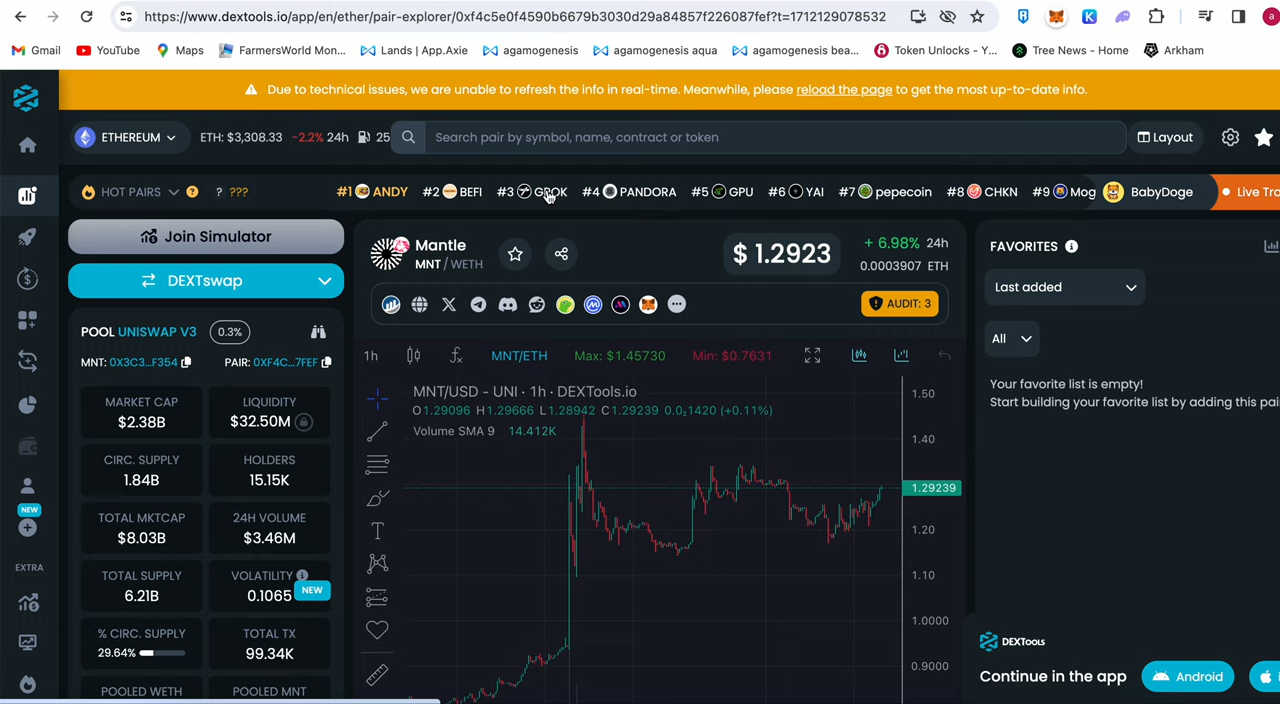 https://www.dextools.io/app/en/ether/pair-explorer/0xf4c5e0f4590b6679b3030d29a84857f226087fef?t=1712129078532
a
Gmail YouTube Maps FarmersWorld Mon... Lands | App.Axie agamogenesis agamogenesis aqua agamogenesis bea... Token Unlocks - Y... Tree News - Home Arkham
Due to technical issues, we are unable to refresh the info in real-time. Meanwhile, please reload the page to get the most up-to-date info.
ETHEREUM ETH: $3,308.33 -2.2% 24h 25 Search pair by symbol, name, contract or token Layout
HOT PAIRS ? ? ??? #1 ANDY #2 BEFI #3 GROK #4 PANDORA #5 GPU #6 YAI #7 pepecoin #8 CHKN #9 Mog BabyDoge Live Tra
Join Simulator
DEXTswap
POOL UNISWAP V3 0.3%
MNT: 0X3C3...F354 PAIR: 0XF4C...7FEF
MARKET CAP
$2.38B
LIQUIDITY
$32.50M
CIRC. SUPPLY
1.84B
HOLDERS
15.15K
TOTAL MKTCAP
$8.03B
24H VOLUME
$3.46M
TOTAL SUPPLY
6.21B
VOLATILITY
0.1065
NEW
% CIRC. SUPPLY
29.64%
TOTAL TX
99.34K
POOLED WETH
POOLED MNT
NEW
EXTRA
Mantle
MNT / WETH
$ 1.2923
+ 6.98% 24h
0.0003907 ETH
AUDIT: 3
1h MNT/ETH Max: $1.45730 Min: $0.7631
MNT/USD - UNI · 1h · DEXTools.io
O1.29096 H1.29666 L1.28942 C1.29239 0.0₂1420 (+0.11%)
Volume SMA 9 14.412K
1.50
1.40
1.29239
1.20
1.10
1.0000
0.9000
FAVORITES
Last added
All
Your favorite list is empty!
Start building your favorite list by adding this pai
DEXTools
Continue in the app Android